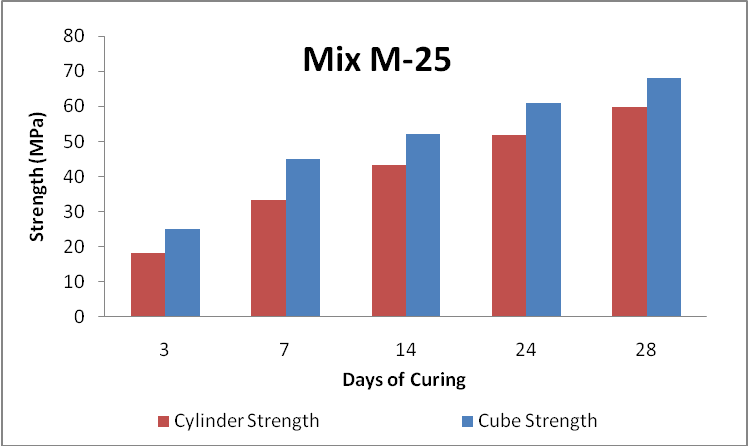 Mix M-25
Strength (MPa)
80
70
60
50
40
30
20
10
0
3 7 14 24 28
Days of Curing
Cylinder Strength Cube Strength